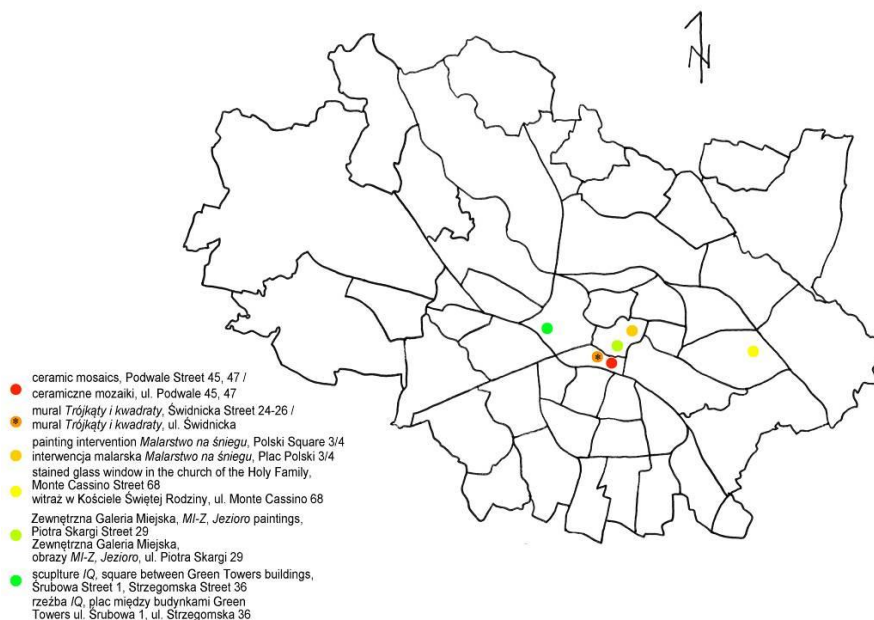 N
ceramic mosaics, Podwale Street 45, 47 /
ceramiczne mozaiki, ul. Podwale 45, 47
mural Trójkąty i kwadraty, Świdnicka Street 24-26 /
mural Trójkąty i kwadraty, ul. Świdnicka
painting intervention Malarstwo na śniegu, Polski Square 3/4
interwencja malarska Malarstwo na śniegu, Plac Polski 3/4
stained glass window in the church of the Holy Family,
Monte Cassino Street 68
witraż w Kościele Świętej Rodziny, ul. Monte Cassino 68
Zewnętrzna Galeria Miejska, MI-Z, Jezioro paintings,
Piotra Skargi Street 29
Zewnętrzna Galeria Miejska,
obrazy MI-Z, Jezioro, ul. Piotra Skargi 29
scuplture IQ, square between Green Towers buildings,
Śrubowa Street 1, Strzegomska Street 36
rzeźba IQ, plac między budynkami Green
Towers ul. Śrubowa 1, ul. Strzegomska 36